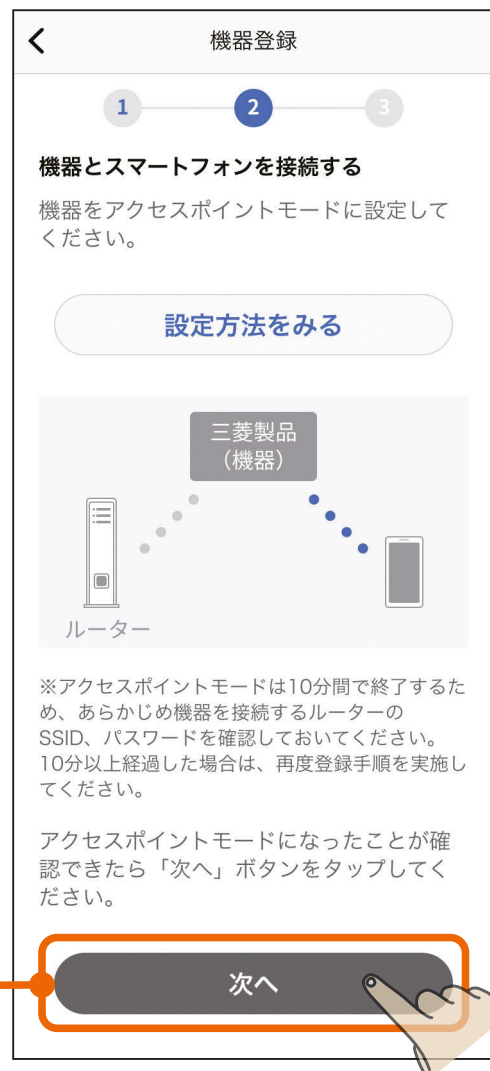 機器登録
1 2 3
機器とスマートフォンを接続する
機器をアクセスポイントモードに設定して
ください。
設定方法をみる
三菱製品
（機器）
ルーター
※アクセスポイントモードは10分間で終了するた
め、あらかじめ機器を接続するルーターの
SSID、パスワードを確認しておいてください。
10分以上経過した場合は、再度登録手順を実施し
てください。
アクセスポイントモードになったことが確
認できたら「次へ」ボタンをタップしてく
ださい。
次へ